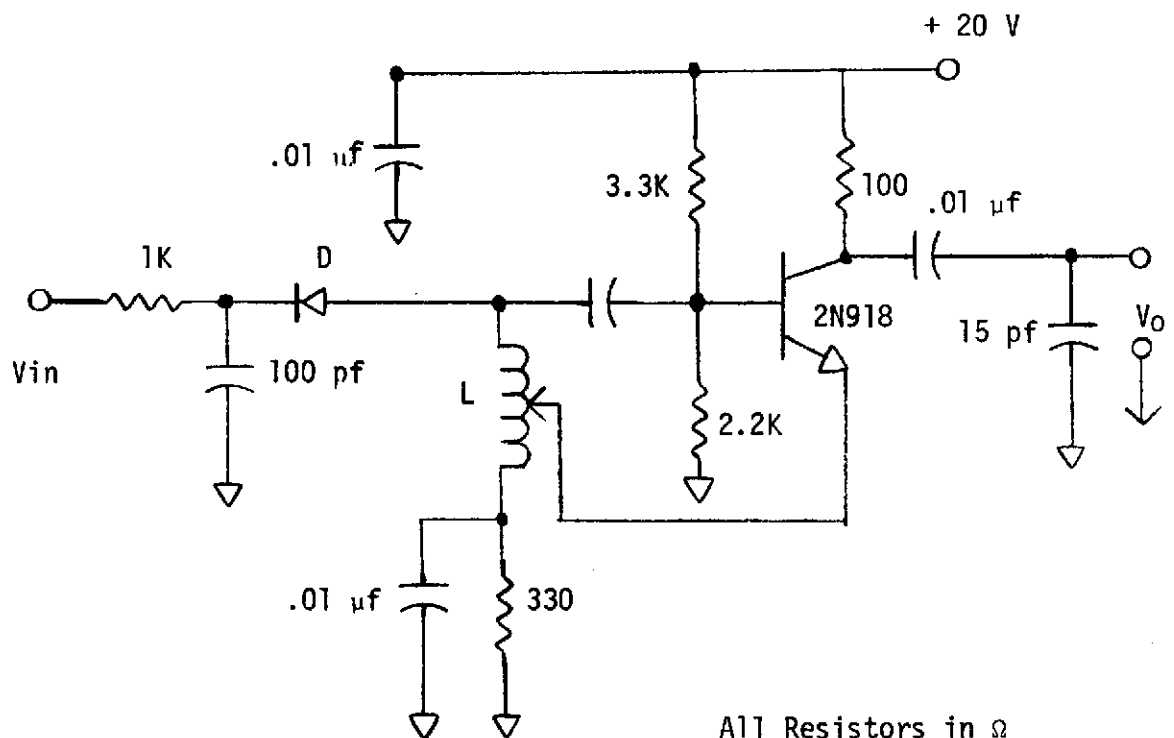 + 20 V
.01 μf
3.3K
100
.01 μf
1K
D
2N918
15 pf
Vo
Vin
100 pf
L
2.2K
.01 μf
330
All Resistors in Ω